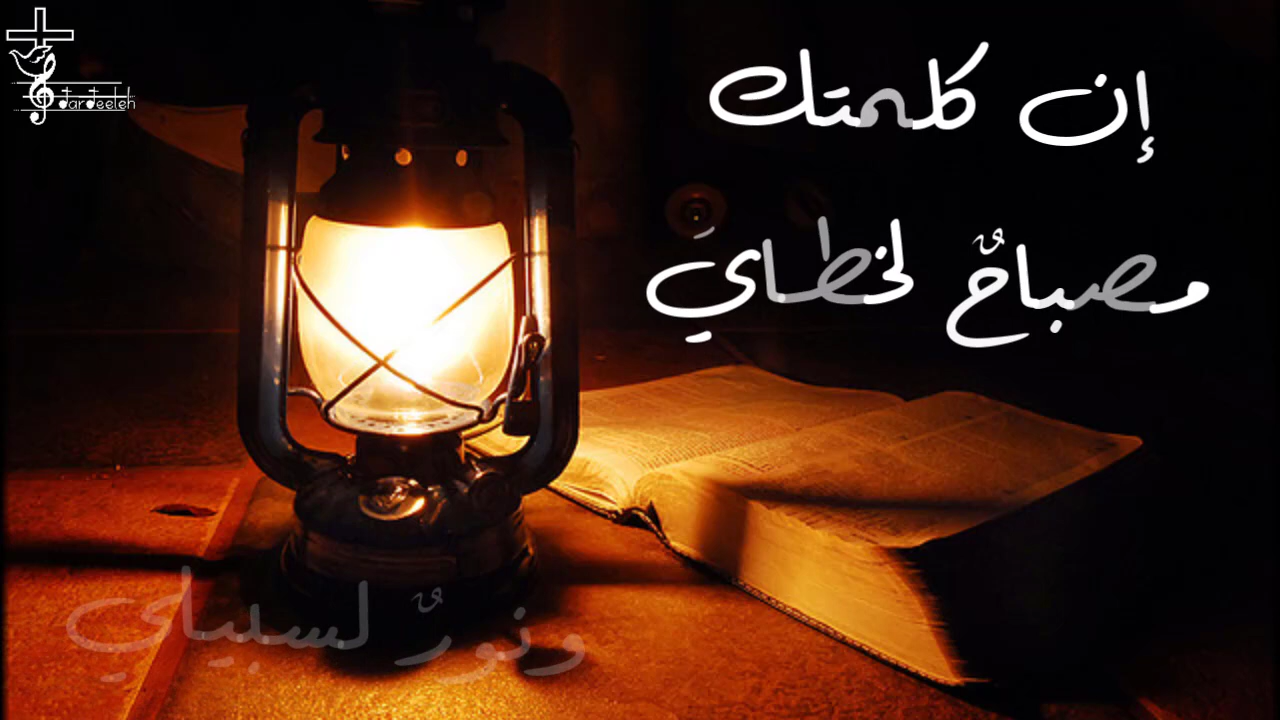 dardeeleh
إن كلمتك
مصباحٌ لخطايَ
ونورٌ لسبيلي